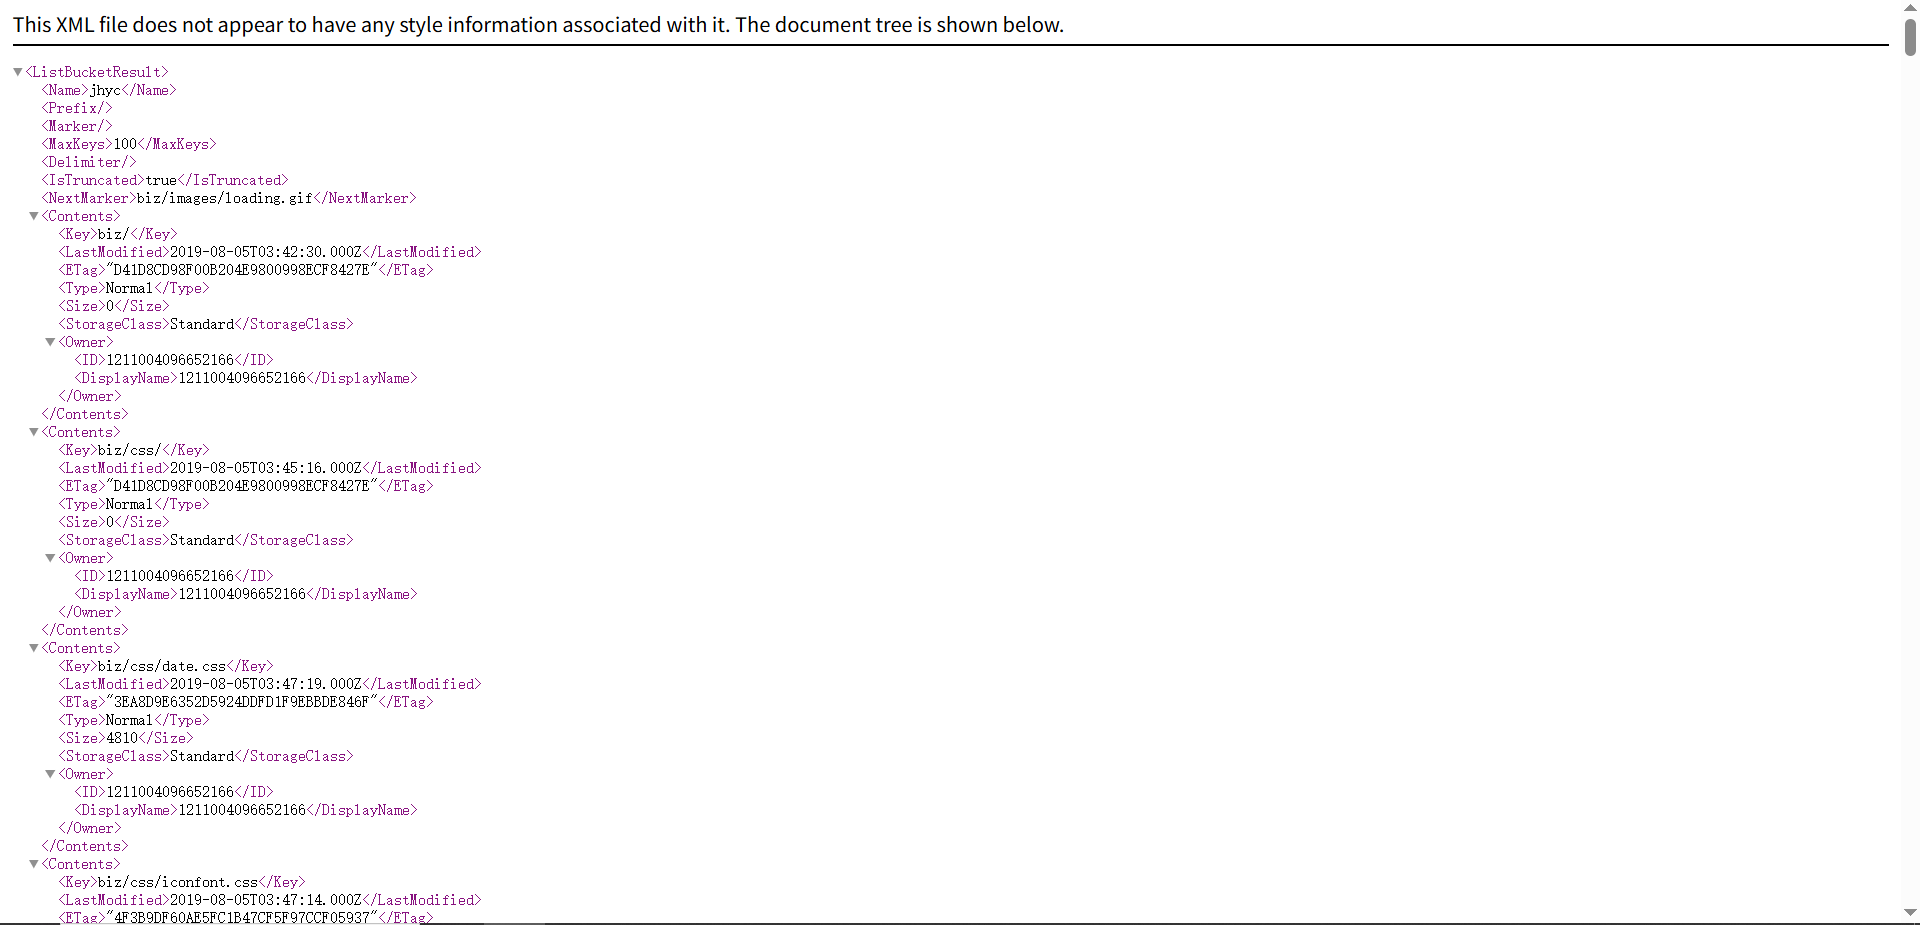 This XML file does not appear to have any style information associated with it. The document tree is shown below.
▼<ListBucketResult>
<Name>jhyc</Name>
<Prefix/>
<Marker/>
<MaxKeys>100</MaxKeys>
<Delimiter/>
<IsTruncated>true</IsTruncated>
<NextMarker>biz/images/loading.gif</NextMarker>
▼<Contents>
<Key>biz/</Key>
<LastModified>2019-08-05T03:42:30.000Z</LastModified>
<ETag>"D41D8CD98F00B204E9800998ECF8427E"</ETag>
<Type>Normal</Type>
<Size>0</Size>
<StorageClass>Standard</StorageClass>
▼<Owner>
<ID>1211004096652166</ID>
<DisplayName>1211004096652166</DisplayName>
</Owner>
</Contents>
▼<Contents>
<Key>biz/css/</Key>
<LastModified>2019-08-05T03:45:16.000Z</LastModified>
<ETag>"D41D8CD98F00B204E9800998ECF8427E"</ETag>
<Type>Normal</Type>
<Size>0</Size>
<StorageClass>Standard</StorageClass>
▼<Owner>
<ID>1211004096652166</ID>
<DisplayName>1211004096652166</DisplayName>
</Owner>
</Contents>
▼<Contents>
<Key>biz/css/date.css</Key>
<LastModified>2019-08-05T03:47:19.000Z</LastModified>
<ETag>"3EA8D9E6352D5924DDFD1F9EBBDE846F"</ETag>
<Type>Normal</Type>
<Size>4810</Size>
<StorageClass>Standard</StorageClass>
▼<Owner>
<ID>1211004096652166</ID>
<DisplayName>1211004096652166</DisplayName>
</Owner>
</Contents>
▼<Contents>
<Key>biz/css/iconfont.css</Key>
<LastModified>2019-08-05T03:47:14.000Z</LastModified>
<ETag>"4F3B9DF60AE5FC1B47CF5F97CCF05937"</ETag>